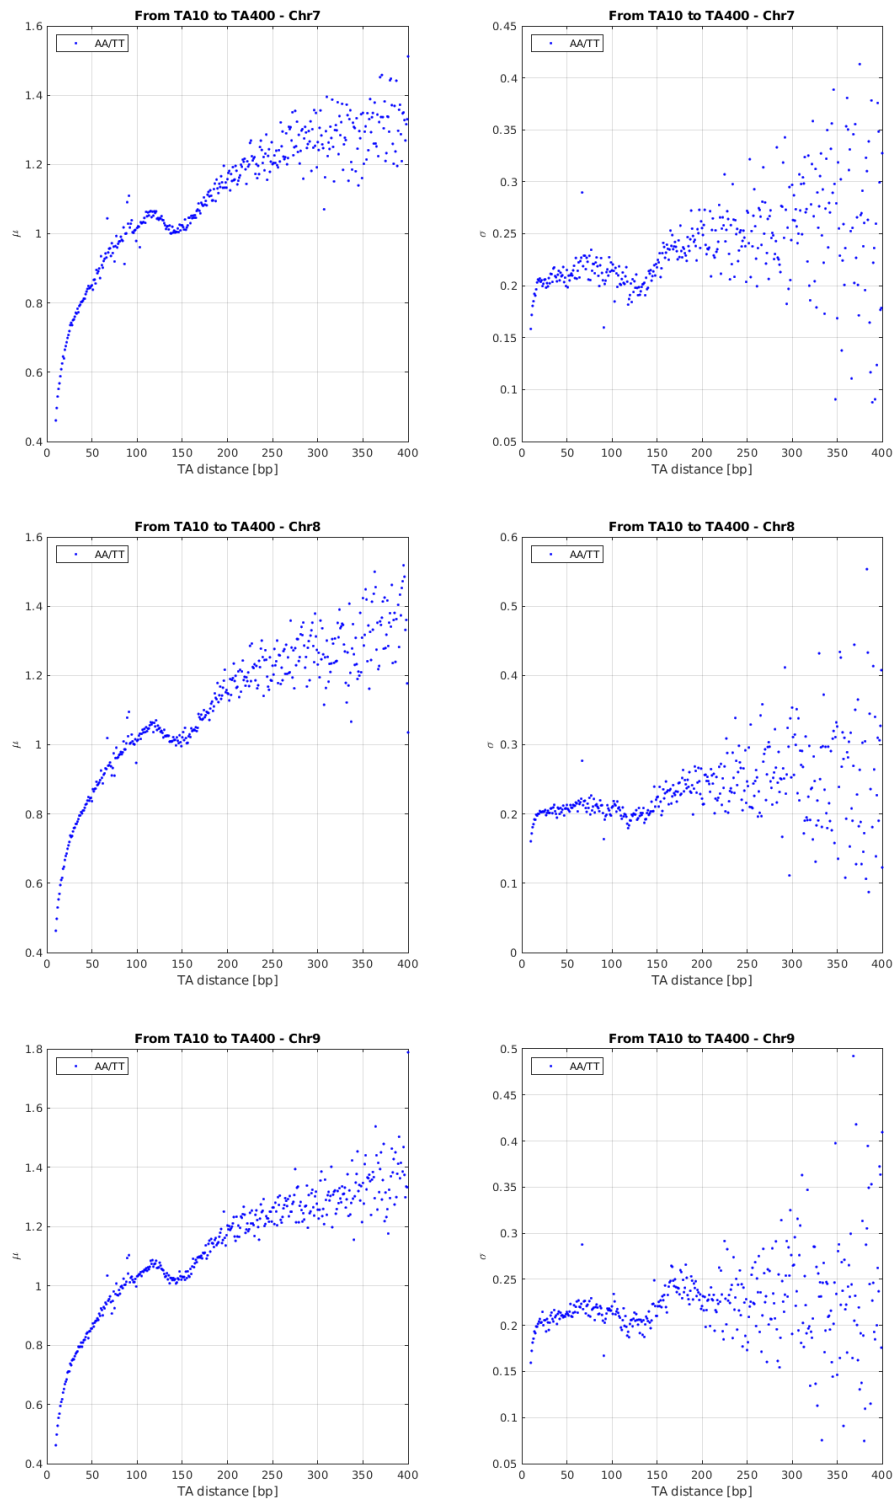 From TA10 to TA400 - Chr7
AA/TT
1.6
1.4
1.2
1
0.8
0.6
0.4
μ
0 50 100 150 200 250 300 350 400
TA distance [bp]
From TA10 to TA400 - Chr7
AA/TT
0.45
0.4
0.35
0.3
0.25
0.2
0.15
0.1
0.05
σ
0 50 100 150 200 250 300 350 400
TA distance [bp]
From TA10 to TA400 - Chr8
AA/TT
1.6
1.4
1.2
1
0.8
0.6
0.4
μ
0 50 100 150 200 250 300 350 400
TA distance [bp]
From TA10 to TA400 - Chr8
AA/TT
0.6
0.5
0.4
0.3
0.2
0.1
0
σ
0 50 100 150 200 250 300 350 400
TA distance [bp]
From TA10 to TA400 - Chr9
AA/TT
1.8
1.6
1.4
1.2
1
0.8
0.6
0.4
μ
0 50 100 150 200 250 300 350 400
TA distance [bp]
From TA10 to TA400 - Chr9
AA/TT
0.5
0.45
0.4
0.35
0.3
0.25
0.2
0.15
0.1
0.05
σ
0 50 100 150 200 250 300 350 400
TA distance [bp]